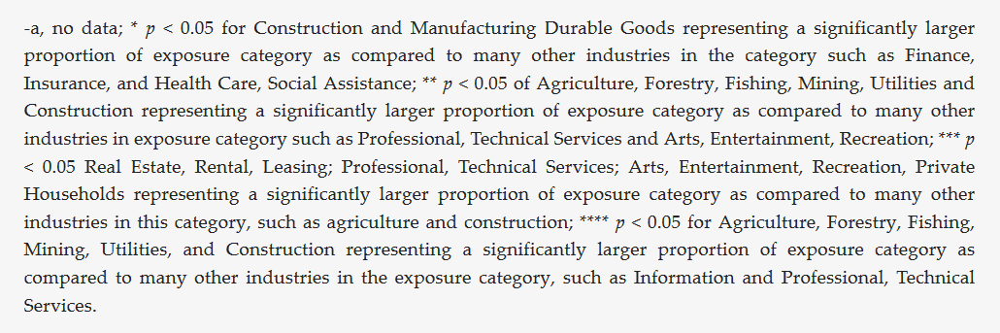 -a, no data; * p < 0.05 for Construction and Manufacturing Durable Goods representing a significantly larger
proportion of exposure category as compared to many other industries in the category such as Finance,
Insurance, and Health Care, Social Assistance; ** p < 0.05 of Agriculture, Forestry, Fishing, Mining, Utilities and
Construction representing a significantly larger proportion of exposure category as compared to many other
industries in exposure category such as Professional, Technical Services and Arts, Entertainment, Recreation; *** p
< 0.05 Real Estate, Rental, Leasing; Professional, Technical Services; Arts, Entertainment, Recreation, Private
Households representing a significantly larger proportion of exposure category as compared to many other
industries in this category, such as agriculture and construction; **** p < 0.05 for Agriculture, Forestry, Fishing,
Mining, Utilities, and Construction representing a significantly larger proportion of exposure category as
compared to many other industries in the exposure category, such as Information and Professional, Technical
Services.